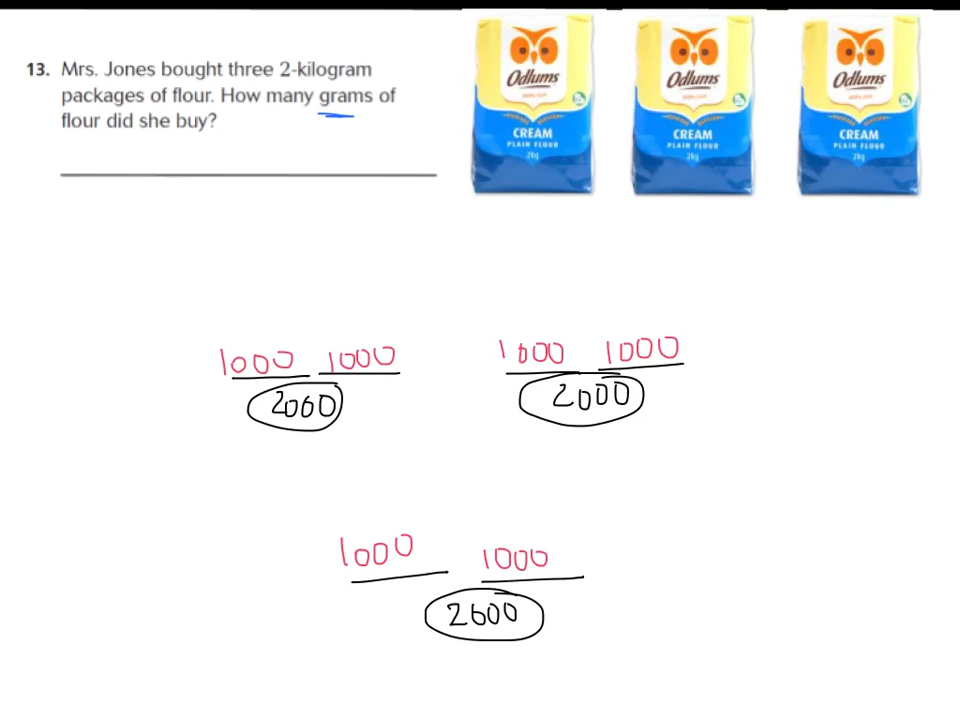 13. Mrs. Jones bought three 2-kilogram
packages of flour. How many grams of
flour did she buy?
Odlums
CREAM
PLAIN FLOUR
2kg
Odlums
CREAM
PLAIN FLOUR
2kg
Odlums
CREAM
PLAIN FLOUR
2kg
1000 1000
2000
1000 1000
2000
1000 1000
2000